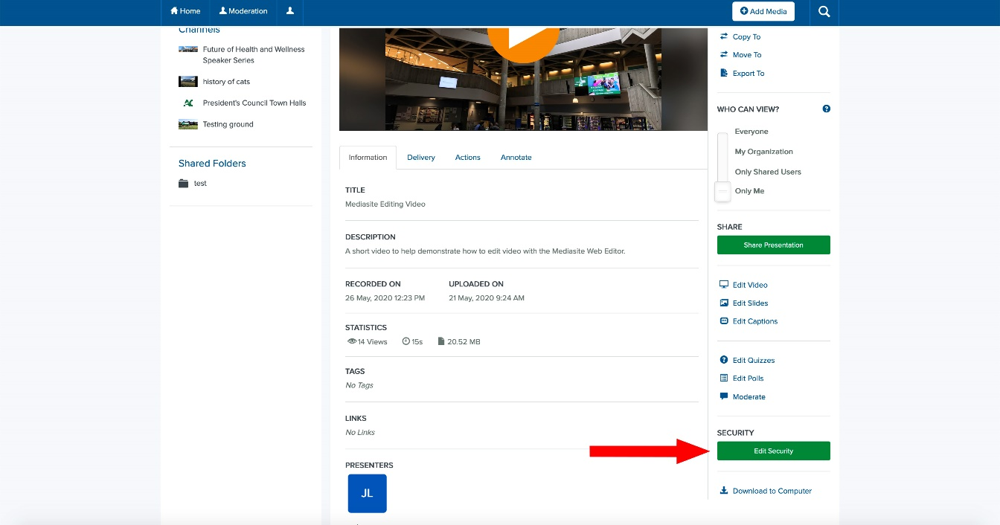 Home
Moderation
Add Media
Channels
Future of Health and Wellness
Speaker Series
history of cats
AC
President's Council Town Halls
Testing ground
Shared Folders
test
Information
Delivery
Actions
Annotate
TITLE
Mediasite Editing Video
DESCRIPTION
A short video to help demonstrate how to edit video with the Mediasite Web Editor.
RECORDED ON
UPLOADED ON
26 May, 2020 12:23 PM
21 May, 2020 9:24 AM
STATISTICS
14 Views
15s
20.52 MB
TAGS
No Tags
LINKS
No Links
PRESENTERS
JL
Copy To
Move To
Export To
WHO CAN VIEW?
Everyone
My Organization
Only Shared Users
Only Me
SHARE
Share Presentation
Edit Video
Edit Slides
Edit Captions
Edit Quizzes
Edit Polls
Moderate
SECURITY
Edit Security
Download to Computer